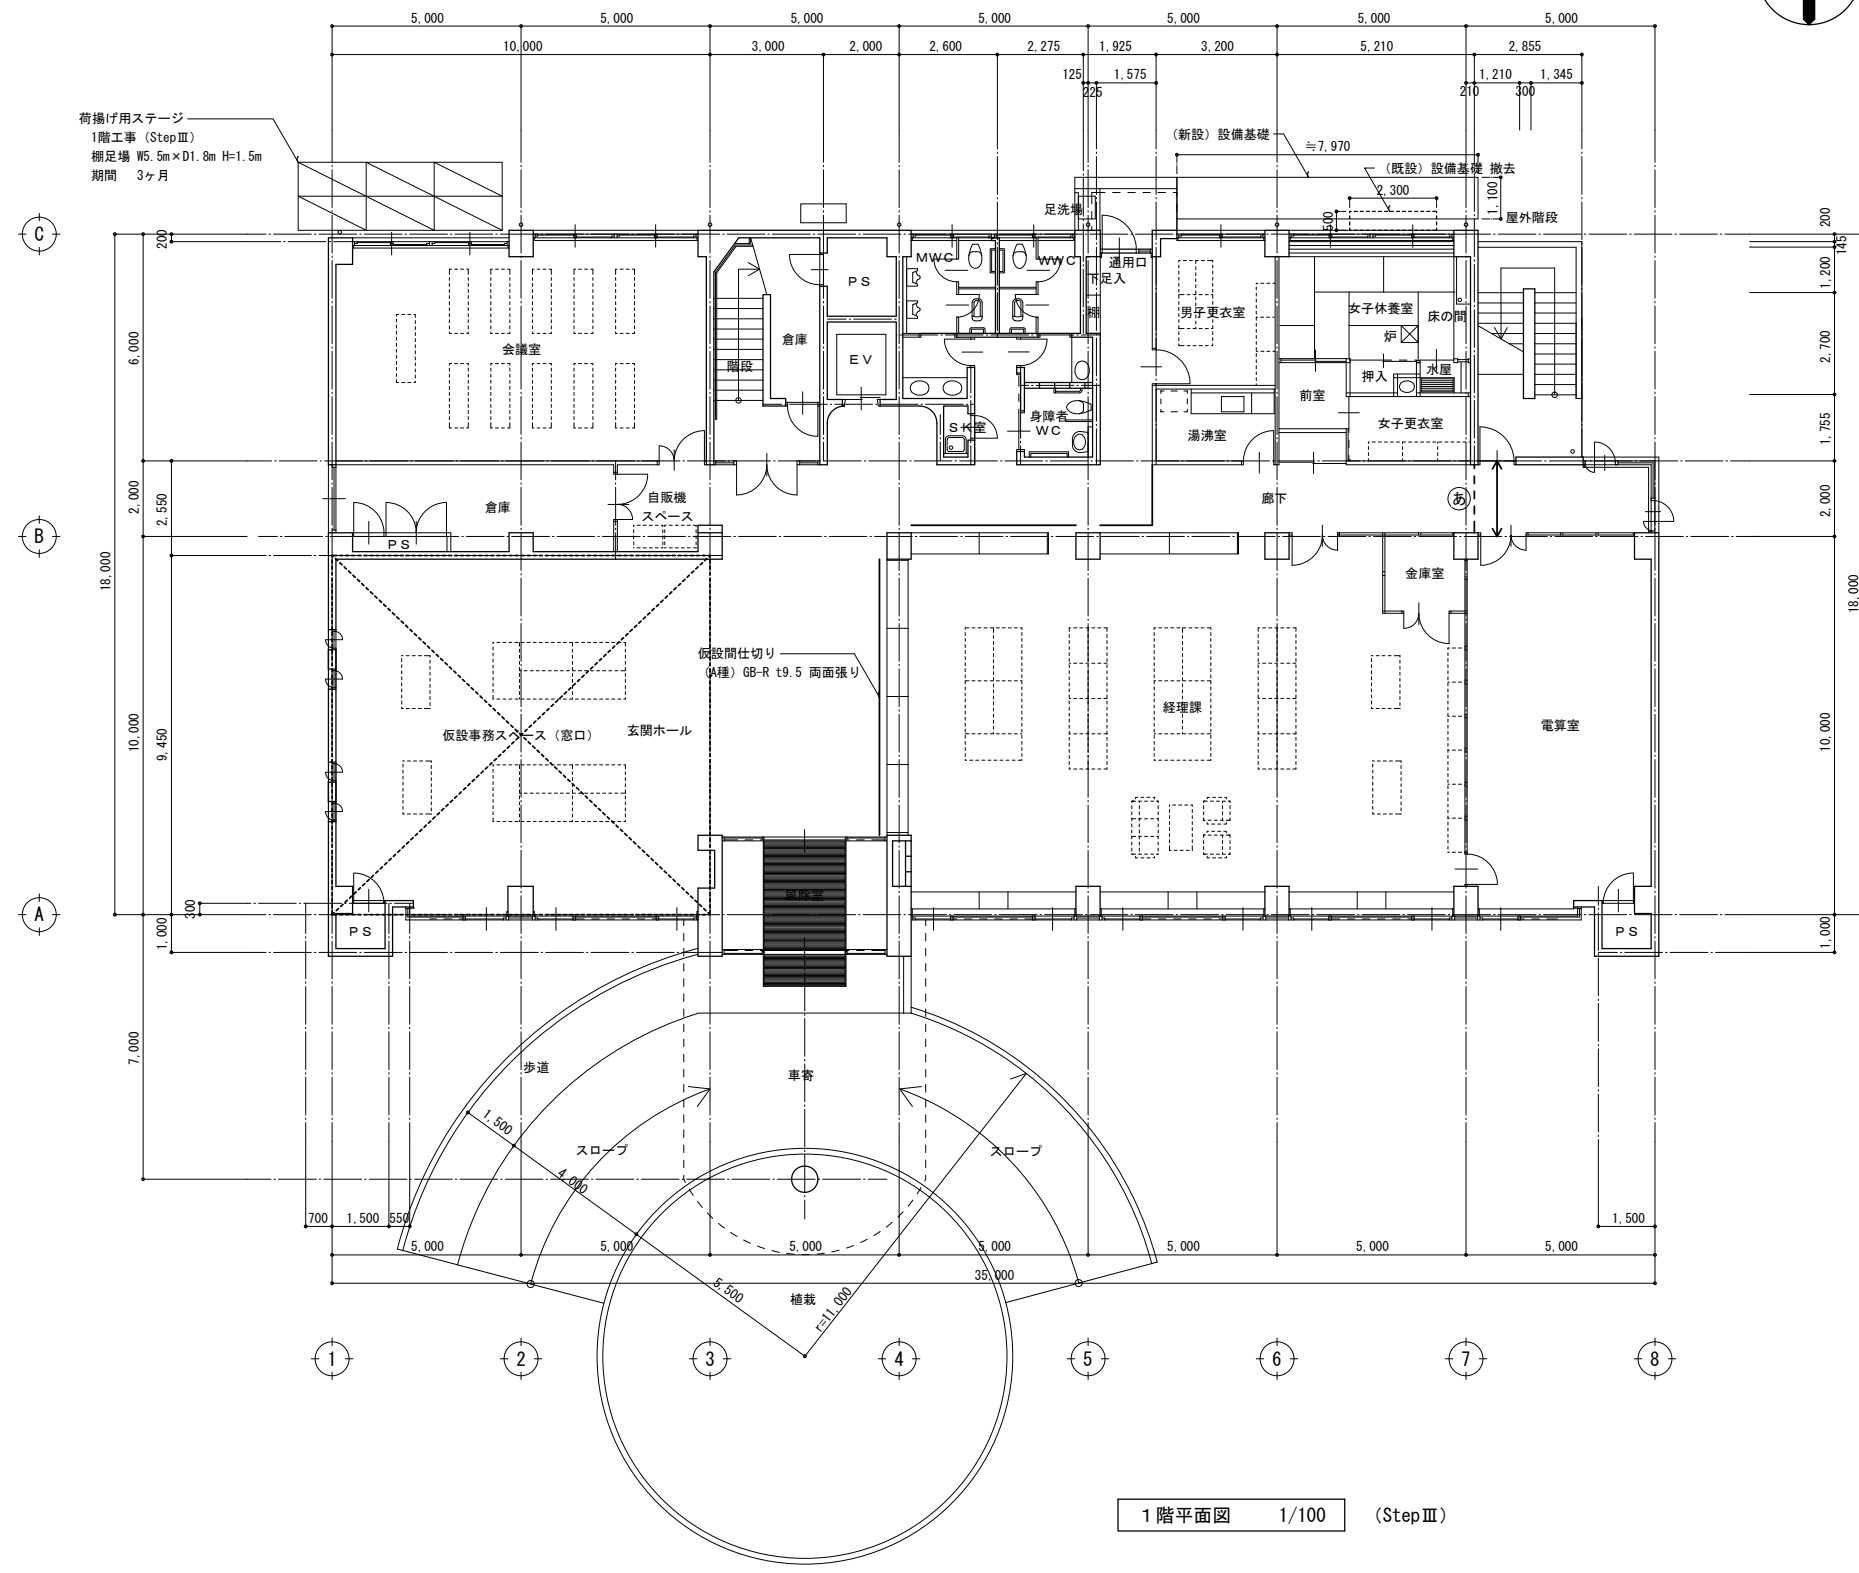 5,000 5,000 5,000 5,000 5,000 5,000 5,000
10,000 3,000 2,000 2,600 2,275 1,925 3,200 5,210 2,855
125 1,575 1,210 1,345
225 210 300
荷揚げ用ステージ
1階工事（StepⅢ）
棚足場 W5.5m×D1.8m H=1.5m
期間 3ヶ月
（新設）設備基礎
≒7,970
（既設）設備基礎 撤去
2,300
1,100
500
足洗場
屋外階段
C
200
200
145
MWC
WWC
通用口
下足入
棚
PS
1,200
男子更衣室
女子休養室
床の間
炉
倉庫
EV
会議室
階段
6,000
2,700
押入
水屋
前室
身障者
WC
SK室
湯沸室
女子更衣室
1,755
2,000
2,550
倉庫
自販機
スペース
廊下
あ
2,000
B
PS
18,000
金庫室
18,000
仮設間仕切り
（A種）GB-R t9.5 両面張り
10,000
9,450
仮設事務スペース（窓口）
玄関ホール
経理課
電算室
10,000
風除室
300
A
1,000
PS
PS
1,000
7,000
歩道
車寄
1,500
スロープ
スロープ
4,000
700 1,500 550
1,500
5,000 5,000 5,000 5,000 5,000 5,000 5,000
35,000
5,500
植栽
r=11,000
1 2 3 4 5 6 7 8
1階平面図 1/100 （StepⅢ）